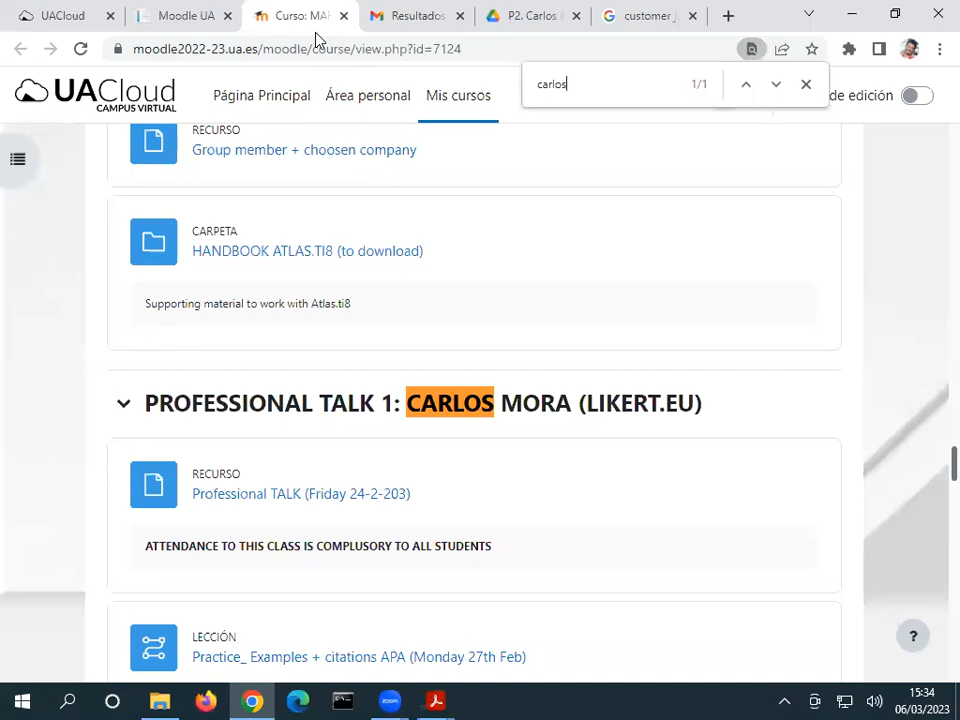 UACloud
Moodle UA
Curso: MAR
Resultados
P2. Carlos
customer j
moodle2022-23.ua.es/moodle/course/view.php?id=7124
carlos
1/1
UACloud
CAMPUS VIRTUAL
Página Principal
Área personal
Mis cursos
de edición
RECURSO
Group member + choosen company
CARPETA
HANDBOOK ATLAS.TI8 (to download)
Supporting material to work with Atlas.ti8
PROFESSIONAL TALK 1: CARLOS MORA (LIKERT.EU)
RECURSO
Professional TALK (Friday 24-2-203)
ATTENDANCE TO THIS CLASS IS COMPLUSORY TO ALL STUDENTS
LECCIÓN
Practice_ Examples + citations APA (Monday 27th Feb)
?
zoom
15:34
06/03/2023